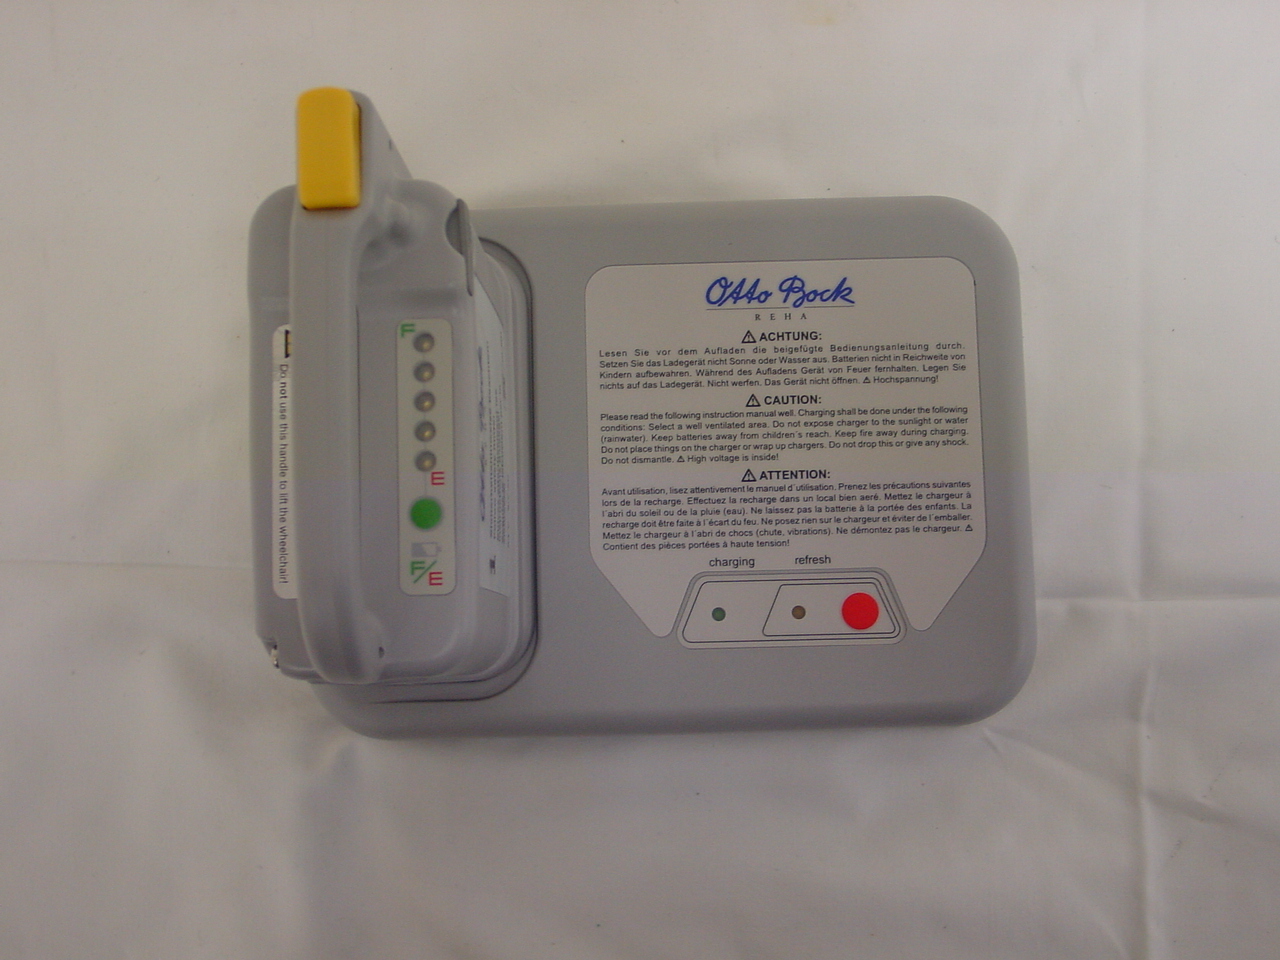 F
E
F/E
Do not use this handle to lift the wheelchair!
Otto Bock
REHA
⚠ ACHTUNG:
Lesen Sie vor dem Aufladen die beigefügte Bedienungsanleitung durch.
Setzen Sie das Ladegerät nicht Sonne oder Wasser aus. Batterien nicht in Reichweite von
Kindern aufbewahren. Während des Aufladens Gerät von Feuer fernhalten. Legen Sie
nichts auf das Ladegerät. Nicht werfen. Das Gerät nicht öffnen. ⚠ Hochspannung!
⚠ CAUTION:
Please read the following instruction manual well. Charging shall be done under the following
conditions: Select a well ventilated area. Do not expose charger to the sunlight or water
(rainwater). Keep batteries away from children´s reach. Keep fire away during charging.
Do not place things on the charger or wrap up chargers. Do not drop this or give any shock.
Do not dismantle. ⚠ High voltage is inside!
⚠ ATTENTION:
Avant utilisation, lisez attentivement le manuel d´utilisation. Prenez les précautions suivantes
lors de la recharge. Effectuez la recharge dans un local bien aeré. Mettez le chargeur à
l´abri du soleil ou de la pluie (eau). Ne laissez pas la batterie à la portée des enfants. La
recharge doit être faite à l´écart du feu. Ne posez rien sur le chargeur et éviter de l´emballer.
Mettez le chargeur à l´abri de chocs (chute, vibrations). Ne démontez pas le chargeur. ⚠
Contient des pièces portées à haute tension!
charging refresh